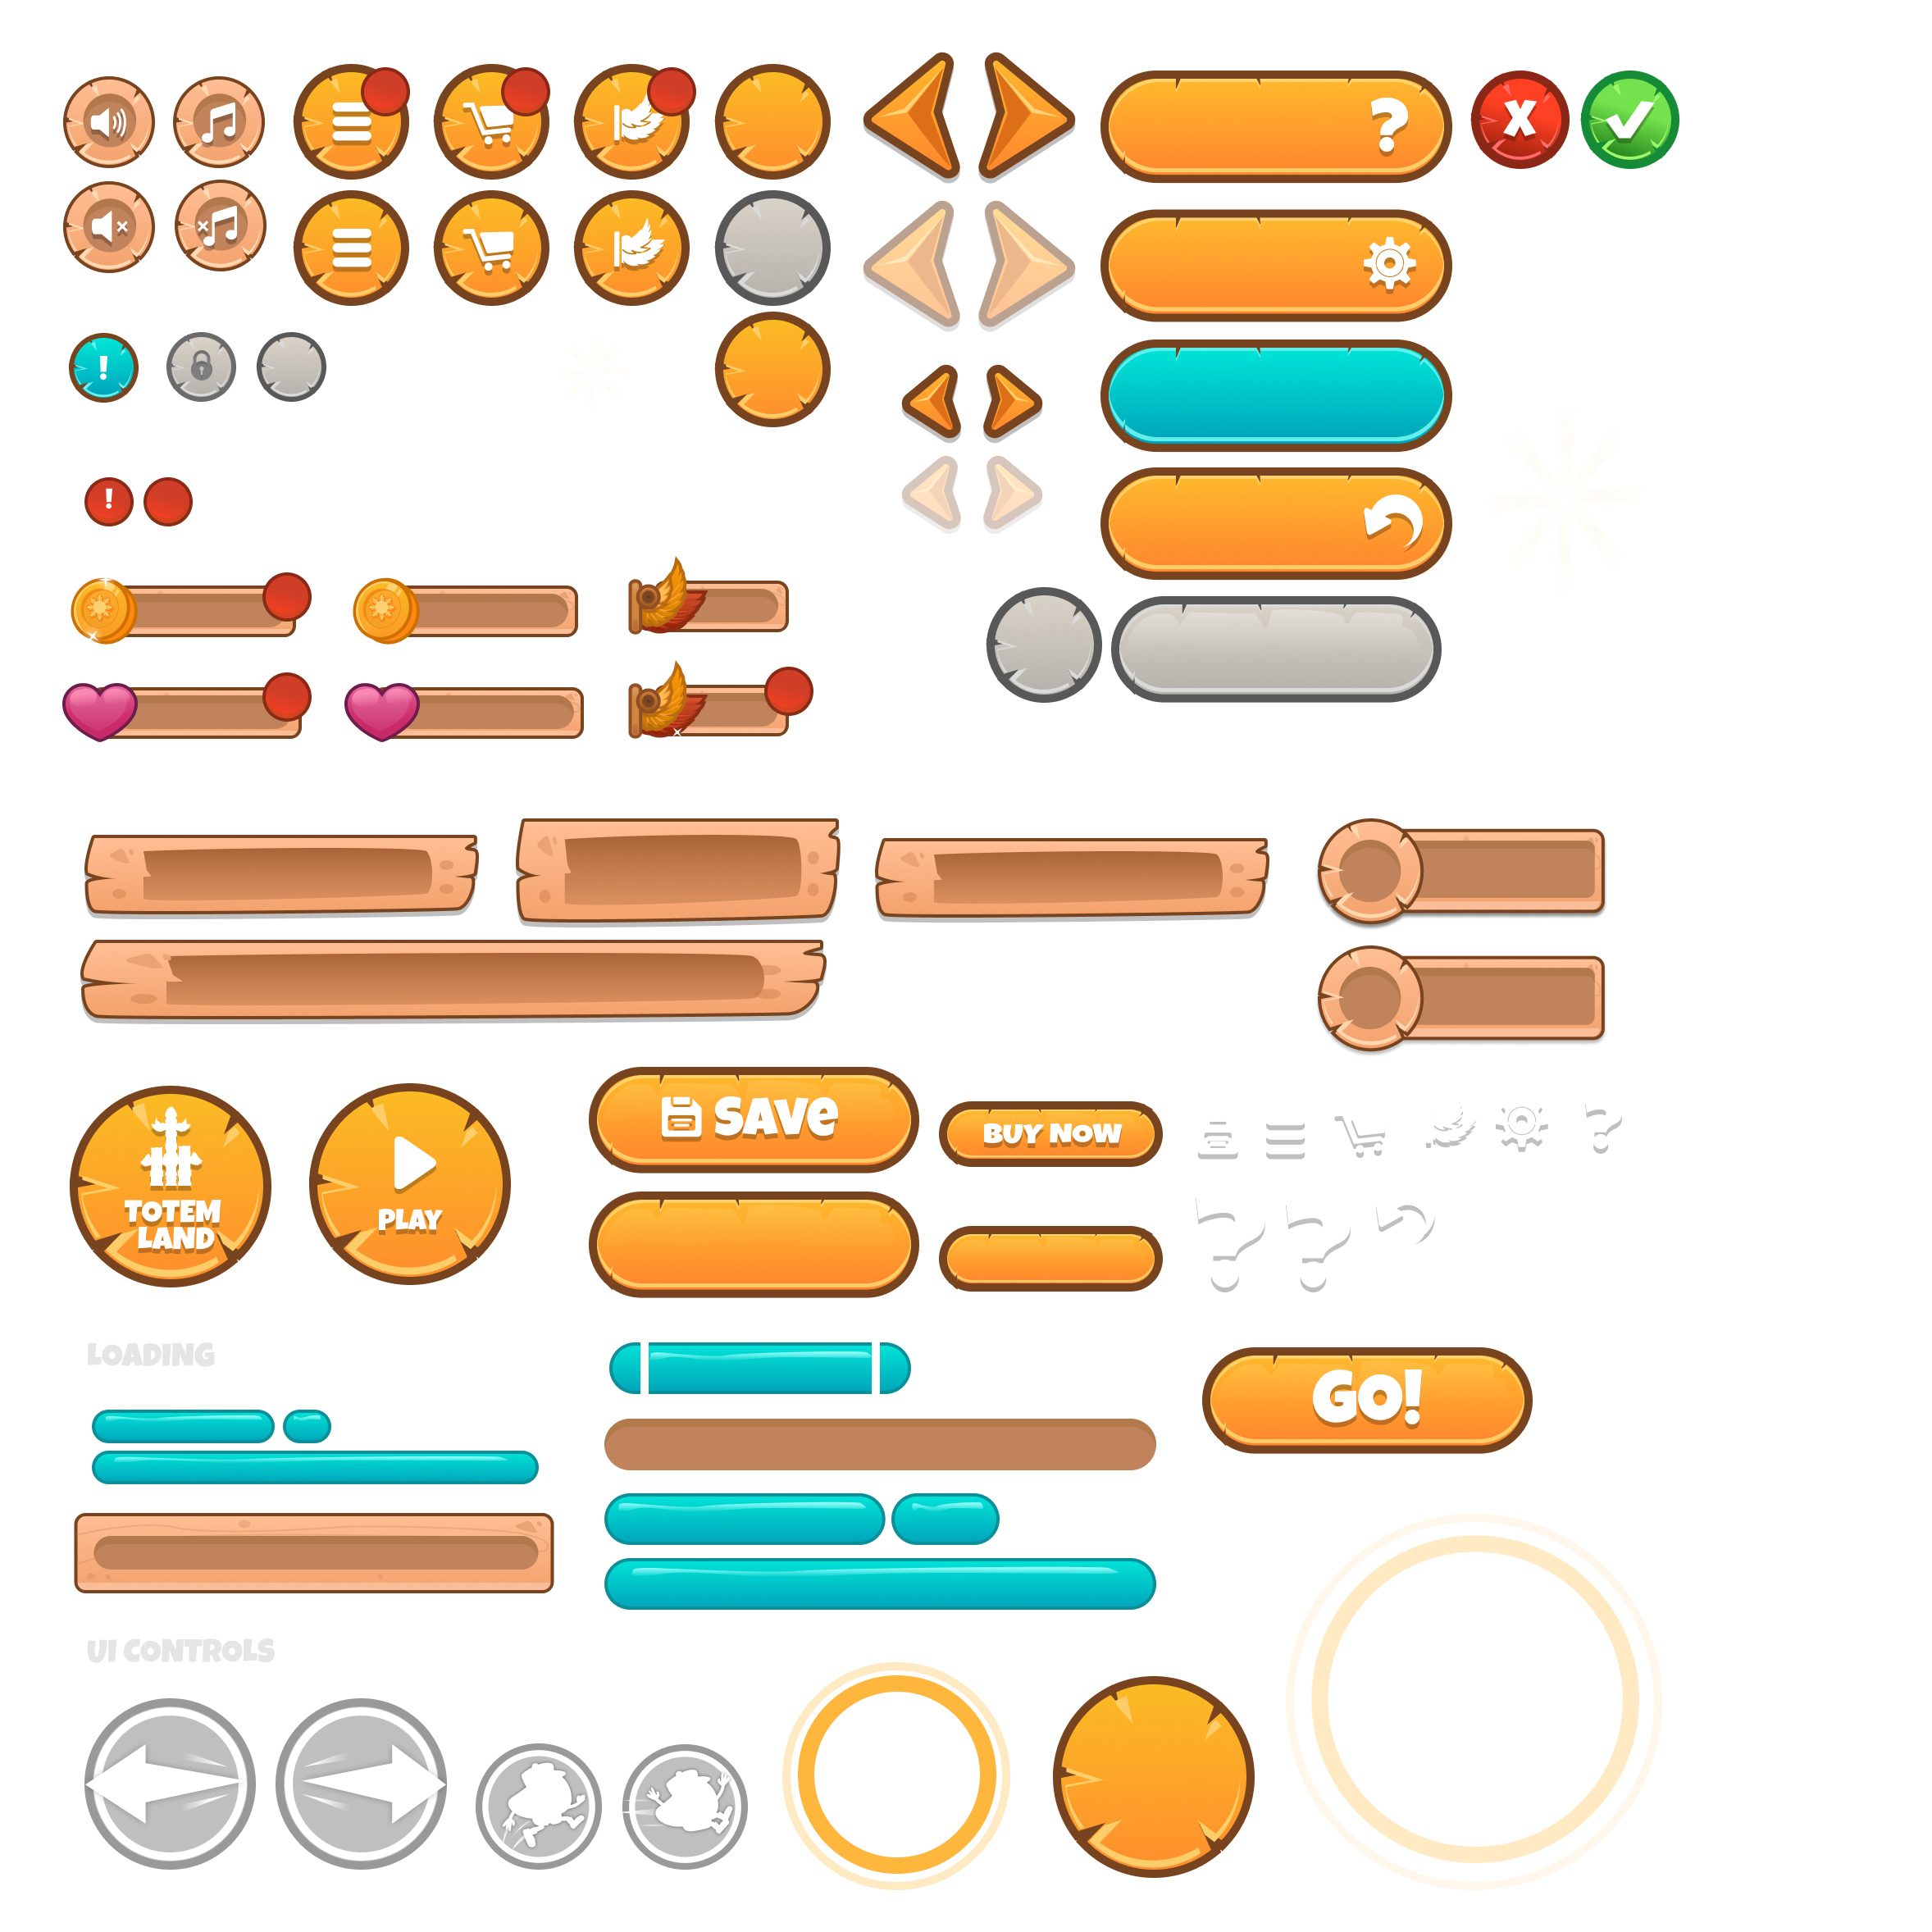 ?
X
!
!
SAVE
BUY NOW
TOTEM
LAND
PLAY
LOADING
GO!
UI CONTROLS